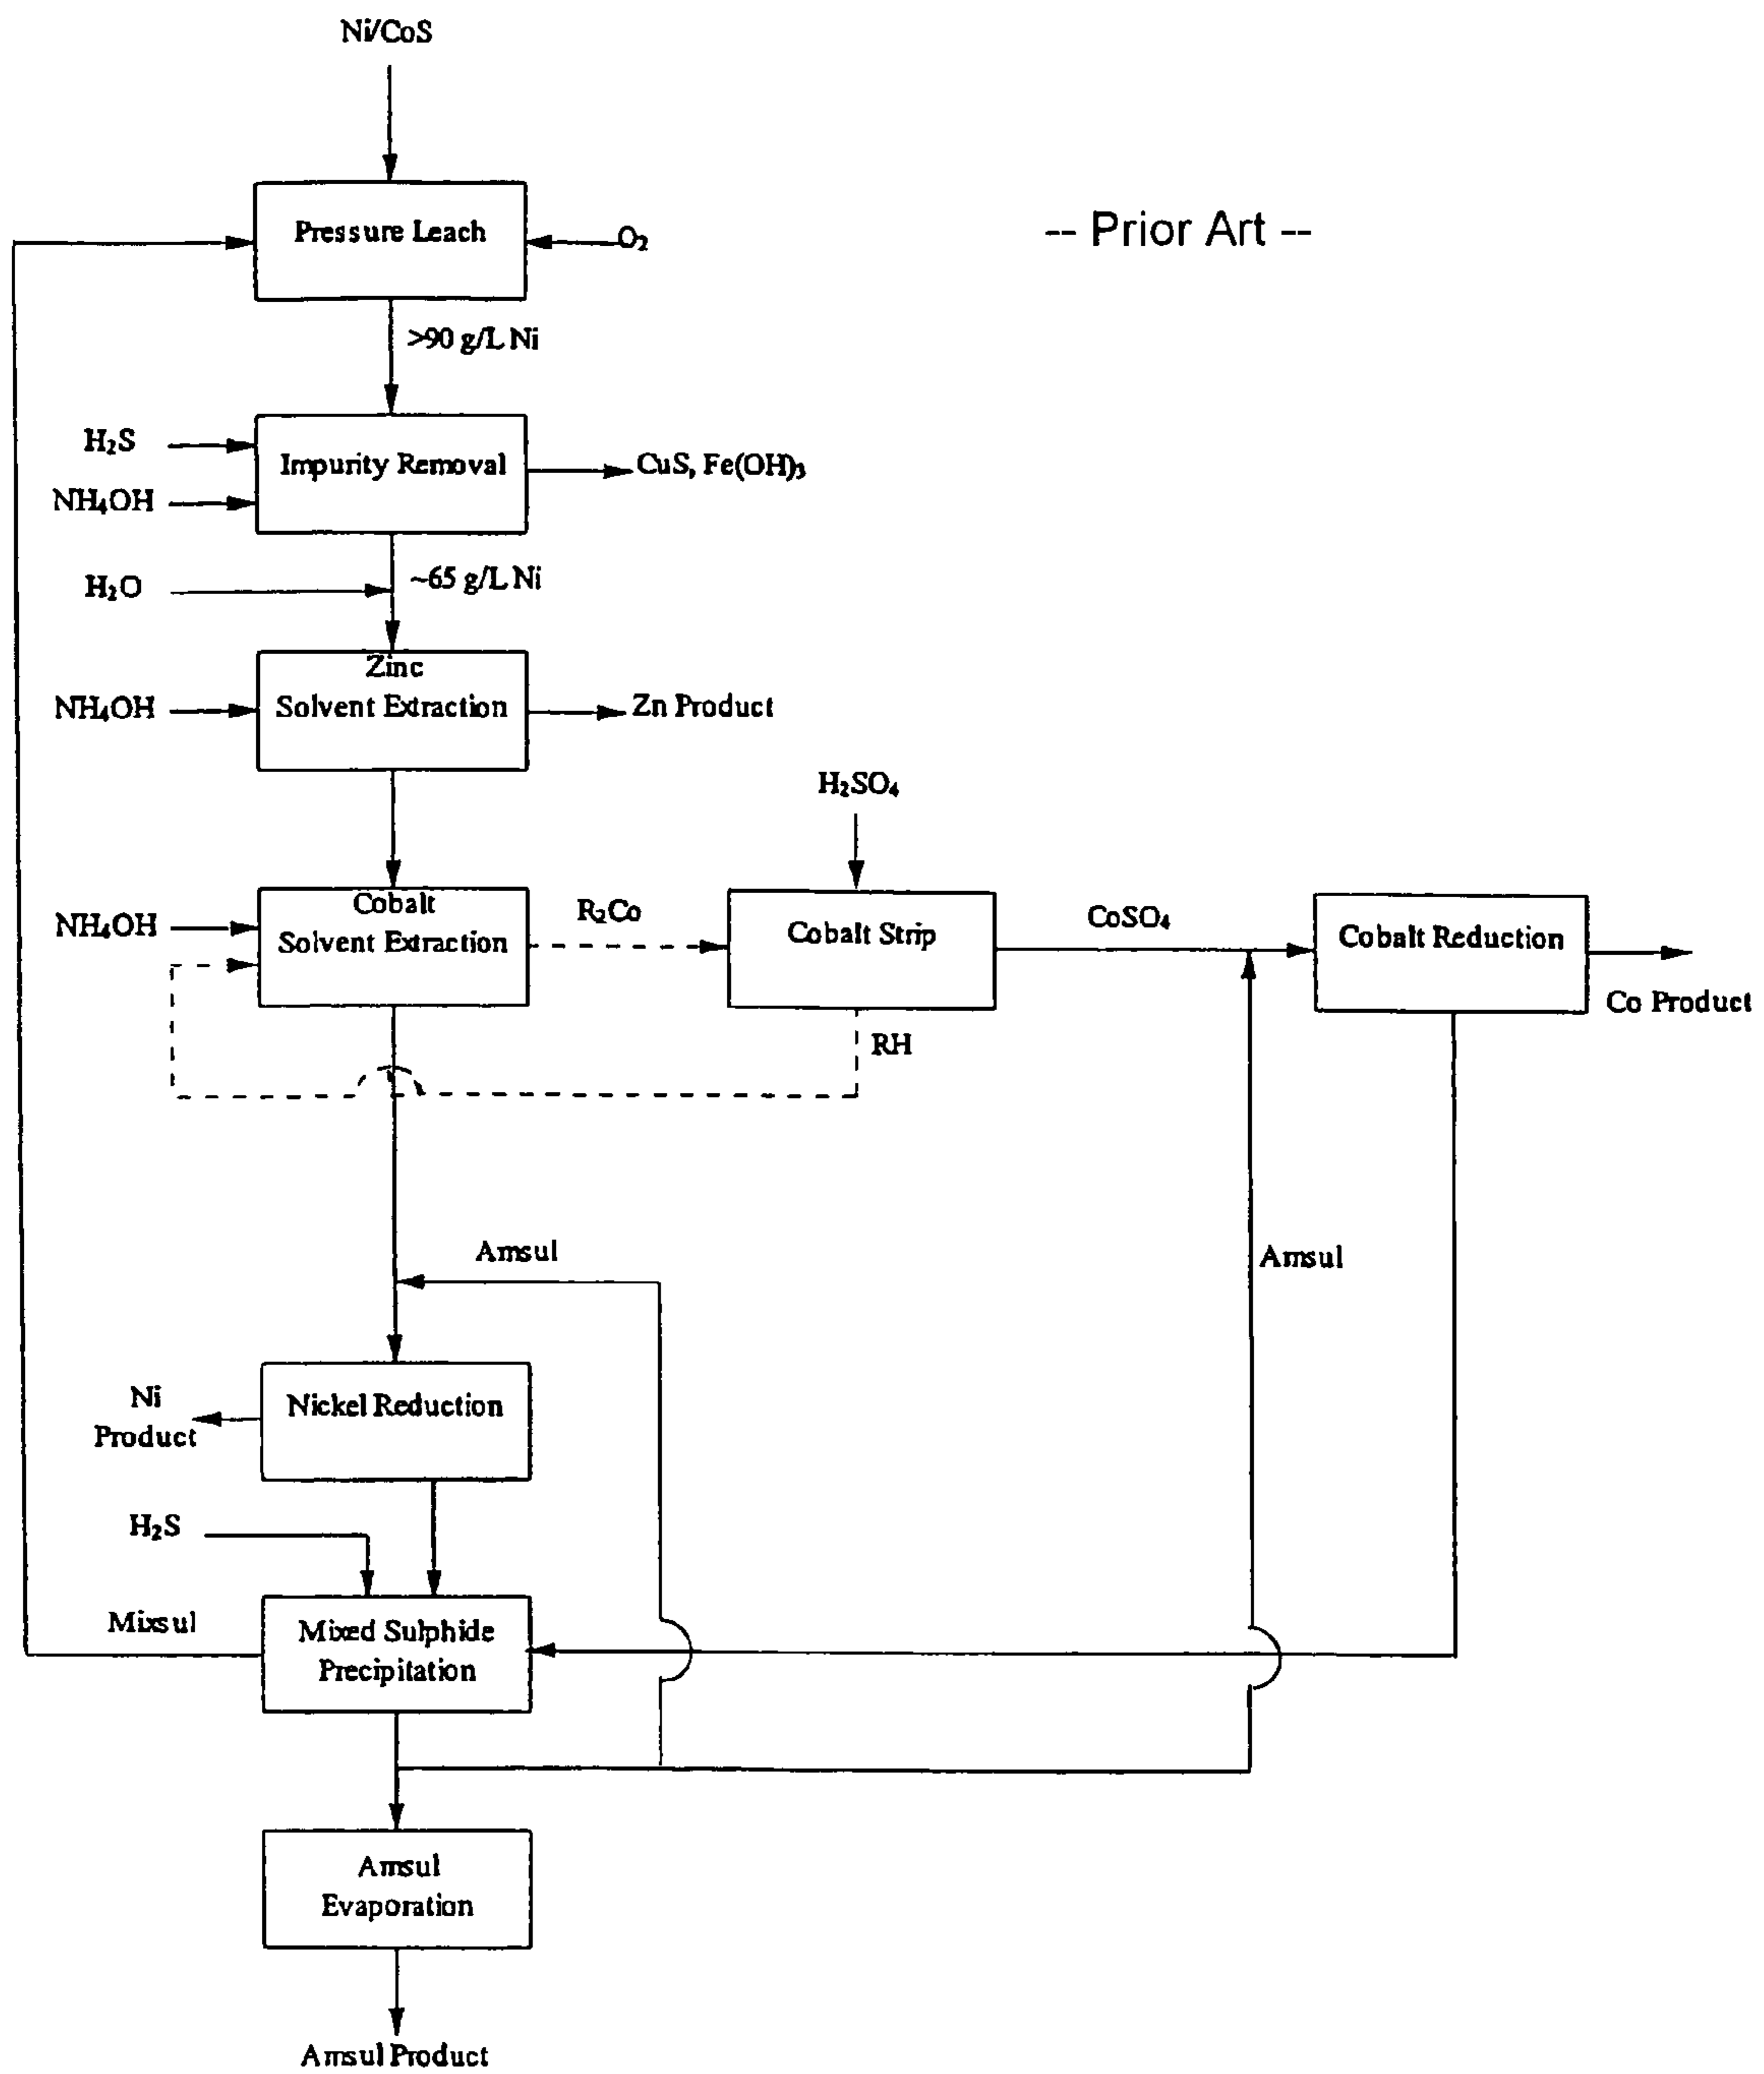 Ni/CoS
Pressure Leach
O₂
-- Prior Art --
>90 g/L Ni
H₂S
NH₄OH
Impurity Removal
CuS, Fe(OH)₃
H₂O
~65 g/L Ni
NH₄OH
Zinc
Solvent Extraction
Zn Product
H₂SO₄
NH₄OH
Cobalt
Solvent Extraction
R₂Co
Cobalt Strip
CoSO₄
Cobalt Reduction
Co Product
RH
Amsul
Amsul
Ni
Product
Nickel Reduction
H₂S
Mixsul
Mixed Sulphide
Precipitation
Amsul
Evaporation
Amsul Product